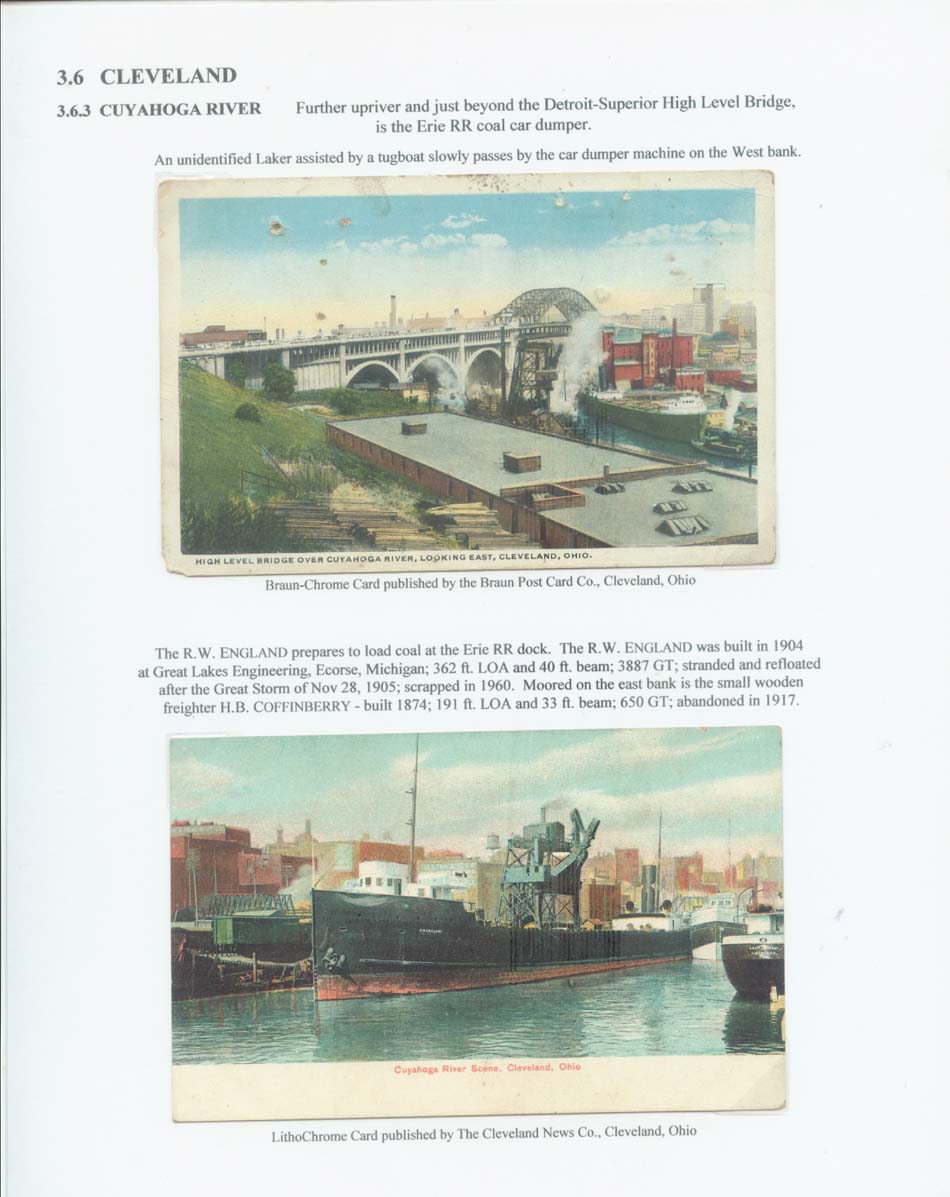 3.6 CLEVELAND
3.6.3 CUYAHOGA RIVER Further upriver and just beyond the Detroit-Superior High Level Bridge,
is the Erie RR coal car dumper.
An unidentified Laker assisted by a tugboat slowly passes by the car dumper machine on the West bank.
HIGH LEVEL BRIDGE OVER CUYAHOGA RIVER, LOOKING EAST, CLEVELAND, OHIO.
Braun-Chrome Card published by the Braun Post Card Co., Cleveland, Ohio
The R.W. ENGLAND prepares to load coal at the Erie RR dock. The R.W. ENGLAND was built in 1904
at Great Lakes Engineering, Ecorse, Michigan; 362 ft. LOA and 40 ft. beam; 3887 GT; stranded and refloated
after the Great Storm of Nov 28, 1905; scrapped in 1960. Moored on the east bank is the small wooden
freighter H.B. COFFINBERRY - built 1874; 191 ft. LOA and 33 ft. beam; 650 GT; abandoned in 1917.
Cuyahoga River Scene, Cleveland, Ohio
LithoChrome Card published by The Cleveland News Co., Cleveland, Ohio